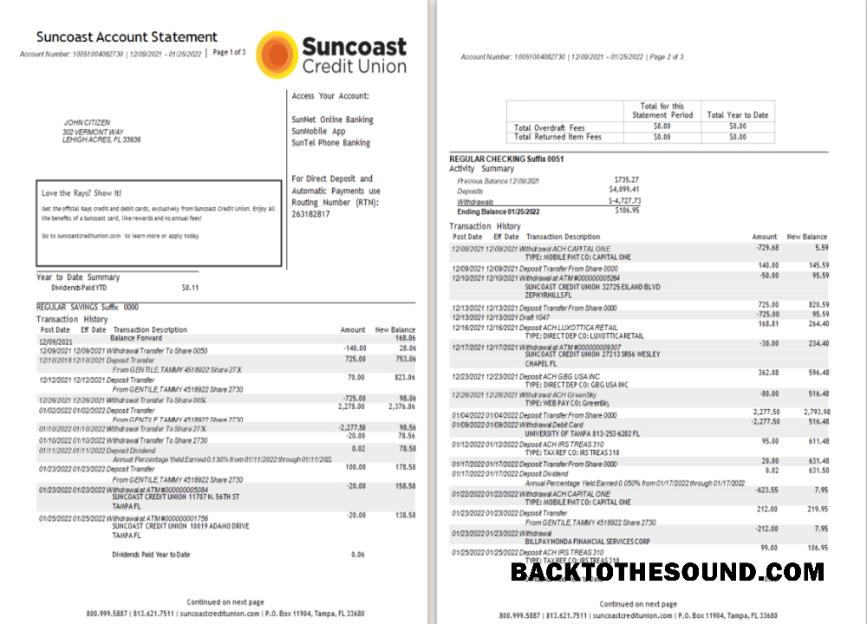 Suncoast Account Statement
Account Number: 10051004082730 | 12/09/2021 - 01/25/2022 | Page 1 of 3
Suncoast
Credit Union
JOHN CITIZEN
302 VERMONT WAY
LEHIGH ACRES, FL 33936
Access Your Account:
SunNet Online Banking
SunMobile App
SunTel Phone Banking
For Direct Deposit and
Automatic Payments use
Routing Number (RTN):
263182817
Love the Rays? Show It!
Get the official Rays credit and debit cards, exclusively from Suncoast Credit Union. Enjoy all
the benefits of a Suncoast card, like rewards and no annual fees!
Go to suncoastcreditunion.com to learn more or apply today.
Year to Date Summary
Dividends Paid YTD $0.11
REGULAR SAVINGS Suffix 0000
Transaction History
Post Date Eff Date Transaction Description Amount New Balance
12/09/2021 Balance Forward 168.06
12/09/2021 12/09/2021 Withdrawal Transfer To Share 0050 -140.00 28.06
12/10/2018 12/10/2021 Deposit Transfer 725.00 753.06
From GENTILE, TAMMY 4518922 Share 273(
12/12/2021 12/12/2021 Deposit Transfer 70.00 823.06
From GENTILE, TAMMY 4518922 Share 2730
12/26/2021 12/26/2021 Withdrawal Transfer To Share -725.00 98.06
01/02/2022 01/02/2022 Deposit Transfer 2,278.00 2,376.06
From GENTILE, TAMMY 4518922 Share 2730
01/10/2022 01/10/2022 Withdrawal Transfer To Share -2,277.50 98.56
01/10/2022 01/10/2022 Withdrawal Transfer To Share 2730 -20.00 78.56
01/11/2022 01/11/2022 Deposit Dividend 0.02 78.58
Annual Percentage Yield Earned 0.130% from 01/11/2022 through 01/11/202
01/23/2022 01/23/2022 Deposit Transfer 100.00 178.58
From GENTILE, TAMMY 4518922 Share 2730
01/23/2022 01/23/2022 Withdrawal at ATM #000000005084 -20.00 158.58
SUNCOAST CREDIT UNION 11707 N. 56TH ST
TAMPA FL
01/25/2022 01/25/2022 Withdrawal at ATM #000000001756 -20.00 138.58
SUNCOAST CREDIT UNION 10019 ADAMO DRIVE
TAMPA FL
Dividends Paid Year to Date 0.06
Continued on next page
800.999.5887 | 813.621.7511 | suncoastcreditunion.com | P.O. Box 11904, Tampa, FL 33680
Account Number: 10051004082730 | 12/09/2021 - 01/25/2022 | Page 2 of 3
Total for this
Statement Period Total Year to Date
Total Overdraft Fees $0.00 $0.00
Total Returned Item Fees $0.00 $0.00
REGULAR CHECKING Suffix 0051
Activity Summary
Previous Balance 12/09/2021 $735.27
Deposits $4,099.41
Withdrawals $-4,727.73
Ending Balance 01/25/2022 $106.95
Transaction History
Post Date Eff Date Transaction Description Amount New Balance
12/09/2021 12/09/2021 Withdrawal ACH CAPITAL ONE -729.68 5.59
TYPE: MOBILE PMT CO: CAPITAL ONE
12/09/2021 12/09/2021 Deposit Transfer From Share 0000 140.00 145.59
12/10/2021 12/10/2021 Withdrawal at ATM #000000005264 -50.00 95.59
SUNCOAST CREDIT UNION 32725 EILAND BLVD
ZEPHYRHILLS FL
12/13/2021 12/13/2021 Deposit Transfer From Share 0000 725.00 820.59
12/13/2021 12/13/2021 Draft 1047 -725.00 95.59
12/16/2021 12/16/2021 Deposit ACH LUXOTTICA RETAIL 168.81 264.40
TYPE: DIRECT DEP CO: LUXOTTICA RETAIL
12/17/2021 12/17/2021 Withdrawal at ATM #000000009307 -30.00 234.40
SUNCOAST CREDIT UNION 27213 SR56 WESLEY
CHAPEL FL
12/23/2021 12/23/2021 Deposit ACH GBG USA INC 362.08 596.48
TYPE: DIRECT DEP CO: GBG USA INC
12/26/2021 12/26/2021 Withdrawal ACH GreenSky -80.00 516.48
TYPE: WEB PAY CO: GreenSky
01/04/2022 01/04/2022 Deposit Transfer From Share 0000 2,277.50 2,793.98
01/09/2022 01/09/2022 Withdrawal Debit Card -2,277.50 516.48
UNIVERSITY OF TAMPA 813-253-6202 FL
01/12/2022 01/12/2022 Deposit ACH IRS TREAS 310 95.00 611.48
TYPE: TAX REF CO: IRS TREAS 310
01/17/2022 01/17/2022 Deposit Transfer From Share 0000 20.00 631.48
01/17/2022 01/17/2022 Deposit Dividend 0.02 631.50
Annual Percentage Yield Earned 0.050% from 01/17/2022 through 01/17/2022
01/22/2022 01/22/2022 Withdrawal ACH CAPITAL ONE -623.55 7.95
TYPE: MOBILE PMT CO: CAPITAL ONE
01/23/2022 01/23/2022 Deposit Transfer 212.00 219.95
From GENTILE, TAMMY 4518922 Share 2730
01/23/2022 01/23/2022 Withdrawal -212.00 7.95
BILLPAY HONDA FINANCIAL SERVICES CORP
01/25/2022 01/25/2022 Deposit ACH IRS TREAS 310 99.00 106.95
TYPE: TAX REF CO: IRS TREAS 310
BACKTOTHESOUND.COM
Continued on next page
800.999.5887 | 813.621.7511 | suncoastcreditunion.com | P.O. Box 11904, Tampa, FL 33680